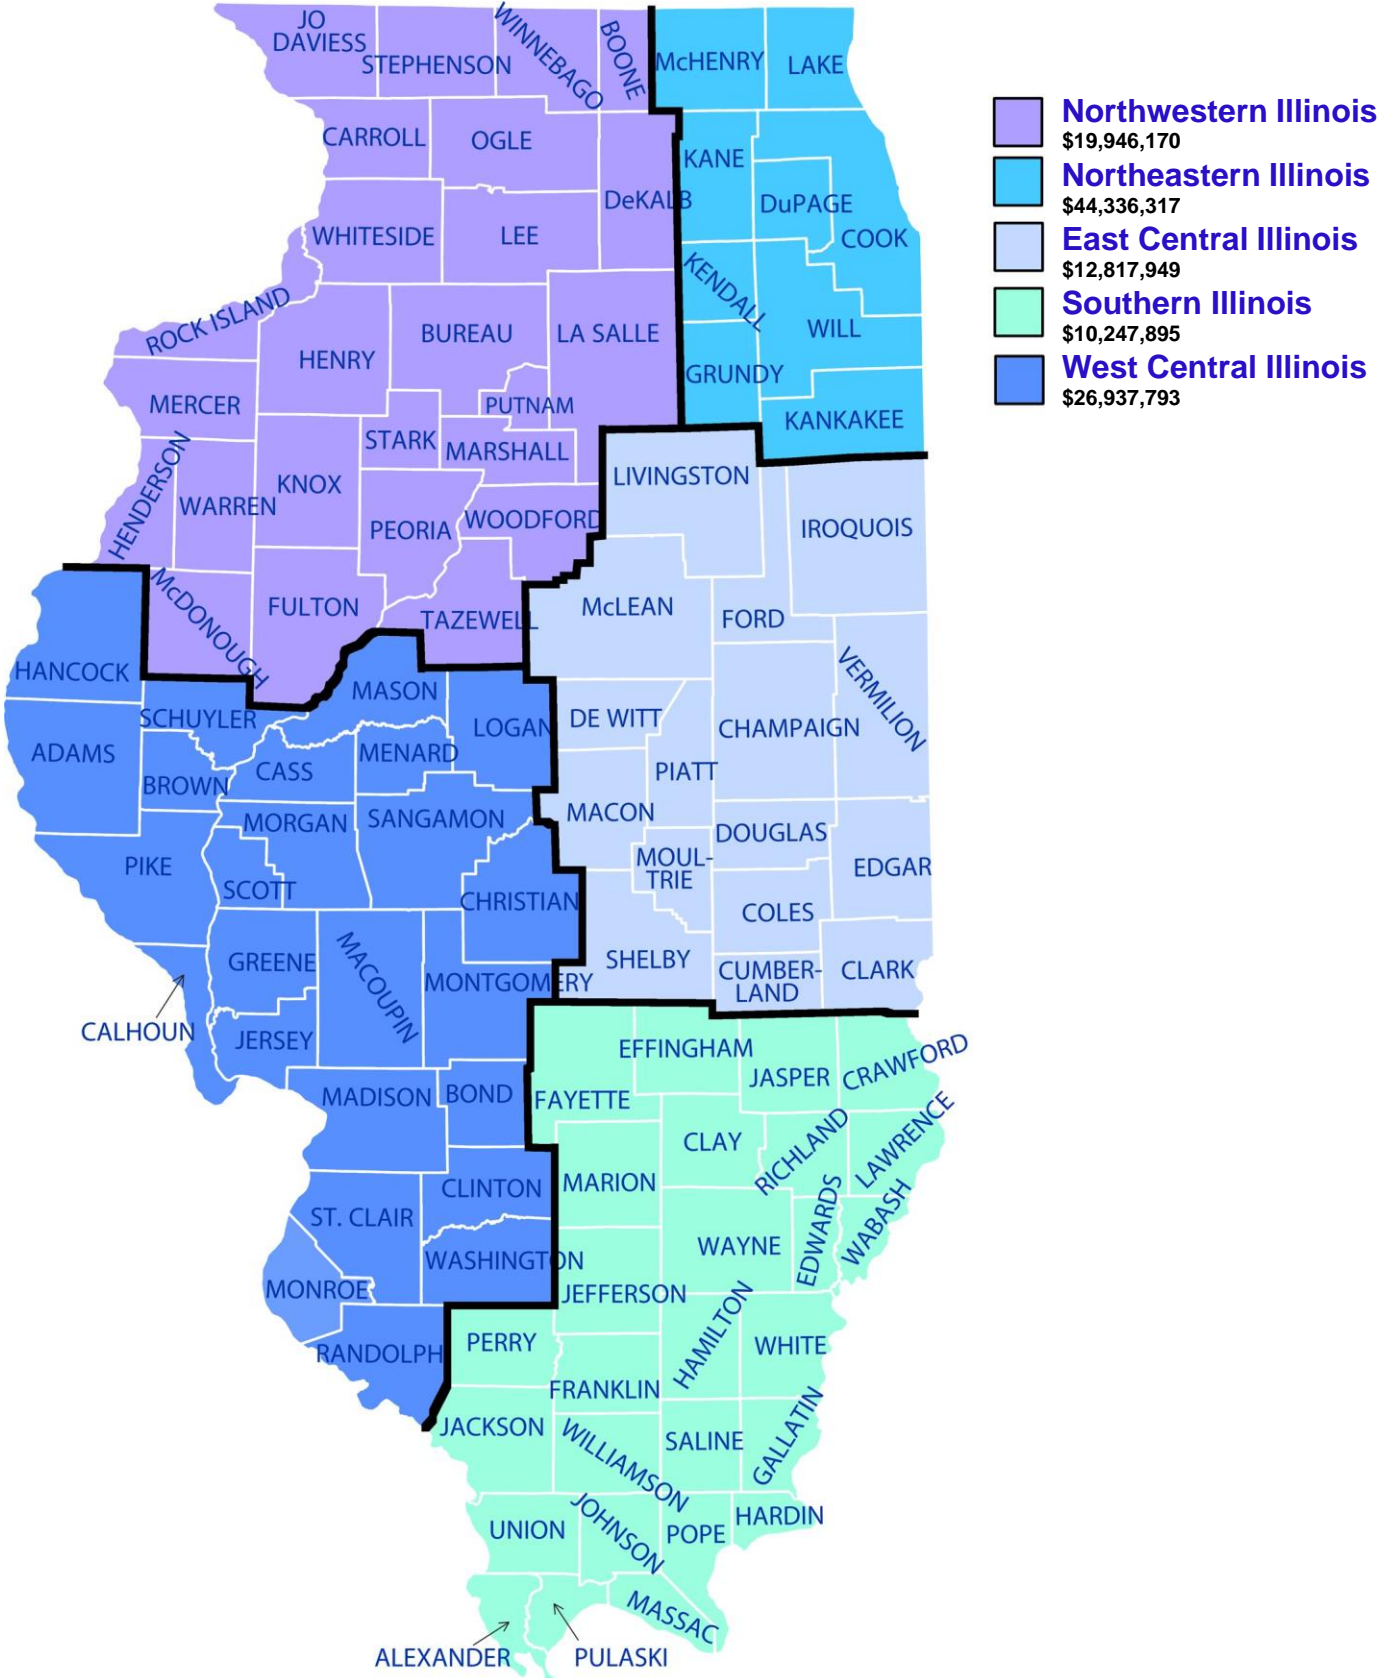 JO
DAVIESS
STEPHENSON
WINNEBAGO
BOONE
McHENRY
LAKE
CARROLL
OGLE
DeKALB
KANE
DuPAGE
COOK
WHITESIDE
LEE
KENDALL
WILL
ROCK ISLAND
HENRY
BUREAU
LA SALLE
GRUNDY
MERCER
PUTNAM
KANKAKEE
STARK
MARSHALL
HENDERSON
WARREN
KNOX
PEORIA
WOODFORD
LIVINGSTON
IROQUOIS
McDONOUGH
FULTON
TAZEWELL
McLEAN
FORD
HANCOCK
MASON
VERMILION
SCHUYLER
LOGAN
DE WITT
CHAMPAIGN
ADAMS
MENARD
BROWN
CASS
PIATT
MORGAN
SANGAMON
MACON
DOUGLAS
PIKE
MOUL-
TRIE
EDGAR
SCOTT
CHRISTIAN
COLES
GREENE
MACOUPIN
MONTGOMERY
SHELBY
CUMBER-
LAND
CLARK
CALHOUN
JERSEY
EFFINGHAM
JASPER
CRAWFORD
MADISON
BOND
FAYETTE
CLAY
RICHLAND
LAWRENCE
MARION
CLINTON
ST. CLAIR
WASHINGTON
WAYNE
EDWARDS
WABASH
MONROE
JEFFERSON
HAMILTON
WHITE
RANDOLPH
PERRY
FRANKLIN
JACKSON
WILLIAMSON
SALINE
GALLATIN
UNION
JOHNSON
POPE
HARDIN
MASSAC
ALEXANDER
PULASKI
Northwestern Illinois
$19,946,170
Northeastern Illinois
$44,336,317
East Central Illinois
$12,817,949
Southern Illinois
$10,247,895
West Central Illinois
$26,937,793